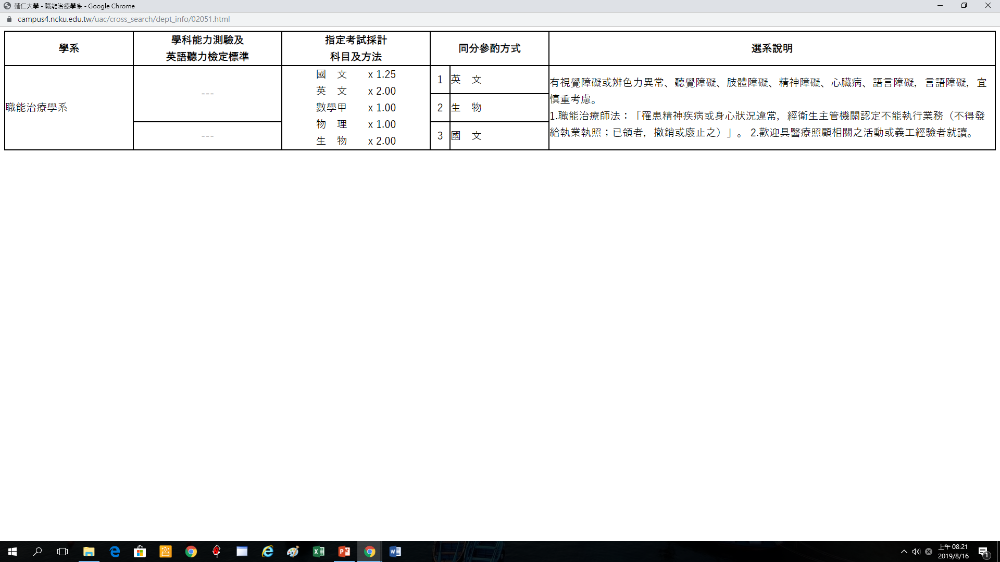 輔仁大學 - 職能治療學系 - Google Chrome
campus4.ncku.edu.tw/uac/cross_search/dept_info/02051.html
學系
學科能力測驗及
英語聽力檢定標準
指定考試採計
科目及方法
同分參酌方式
選系說明
職能治療學系
---
---
國 文 x 1.25
英 文 x 2.00
數學甲 x 1.00
物 理 x 1.00
生 物 x 2.00
1 英 文
2 生 物
3 國 文
有視覺障礙或辨色力異常、聽覺障礙、肢體障礙、精神障礙、心臟病、語言障礙，言語障礙，宜
慎重考慮。
1.職能治療師法：「罹患精神疾病或身心狀況違常，經衛生主管機關認定不能執行業務（不得發
給執業執照；已領者，撤銷或廢止之）」。 2.歡迎具醫療照顧相關之活動或義工經驗者就讀。
上午 08:21
2019/8/16
1